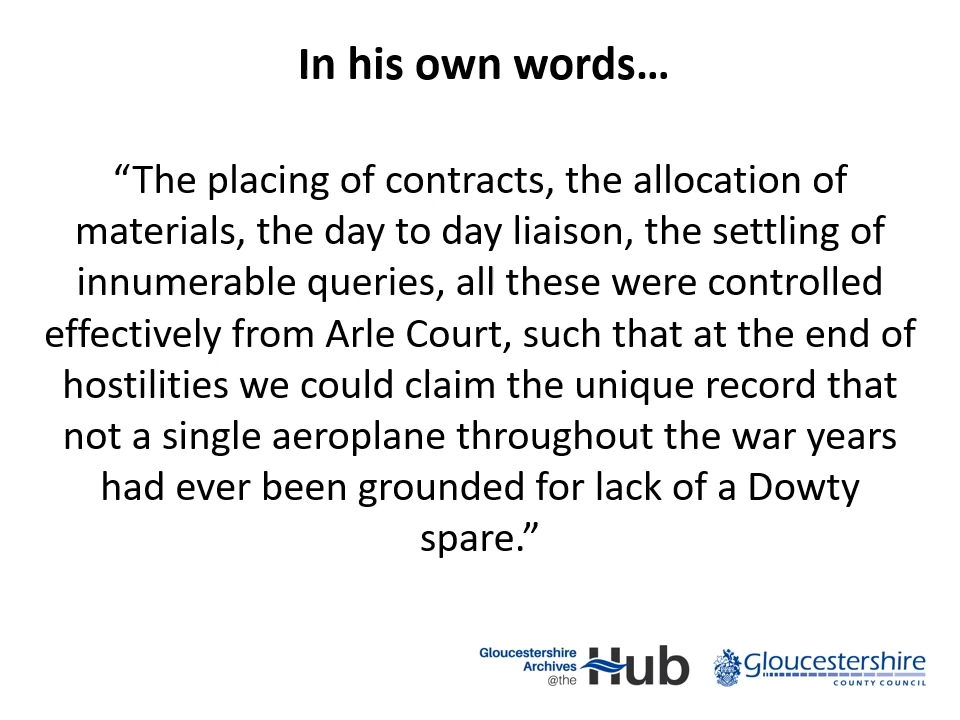 In his own words…
“The placing of contracts, the allocation of
materials, the day to day liaison, the settling of
innumerable queries, all these were controlled
effectively from Arle Court, such that at the end of
hostilities we could claim the unique record that
not a single aeroplane throughout the war years
had ever been grounded for lack of a Dowty
spare.”
Gloucestershire
Archives
@the Hub
Gloucestershire
COUNTY COUNCIL